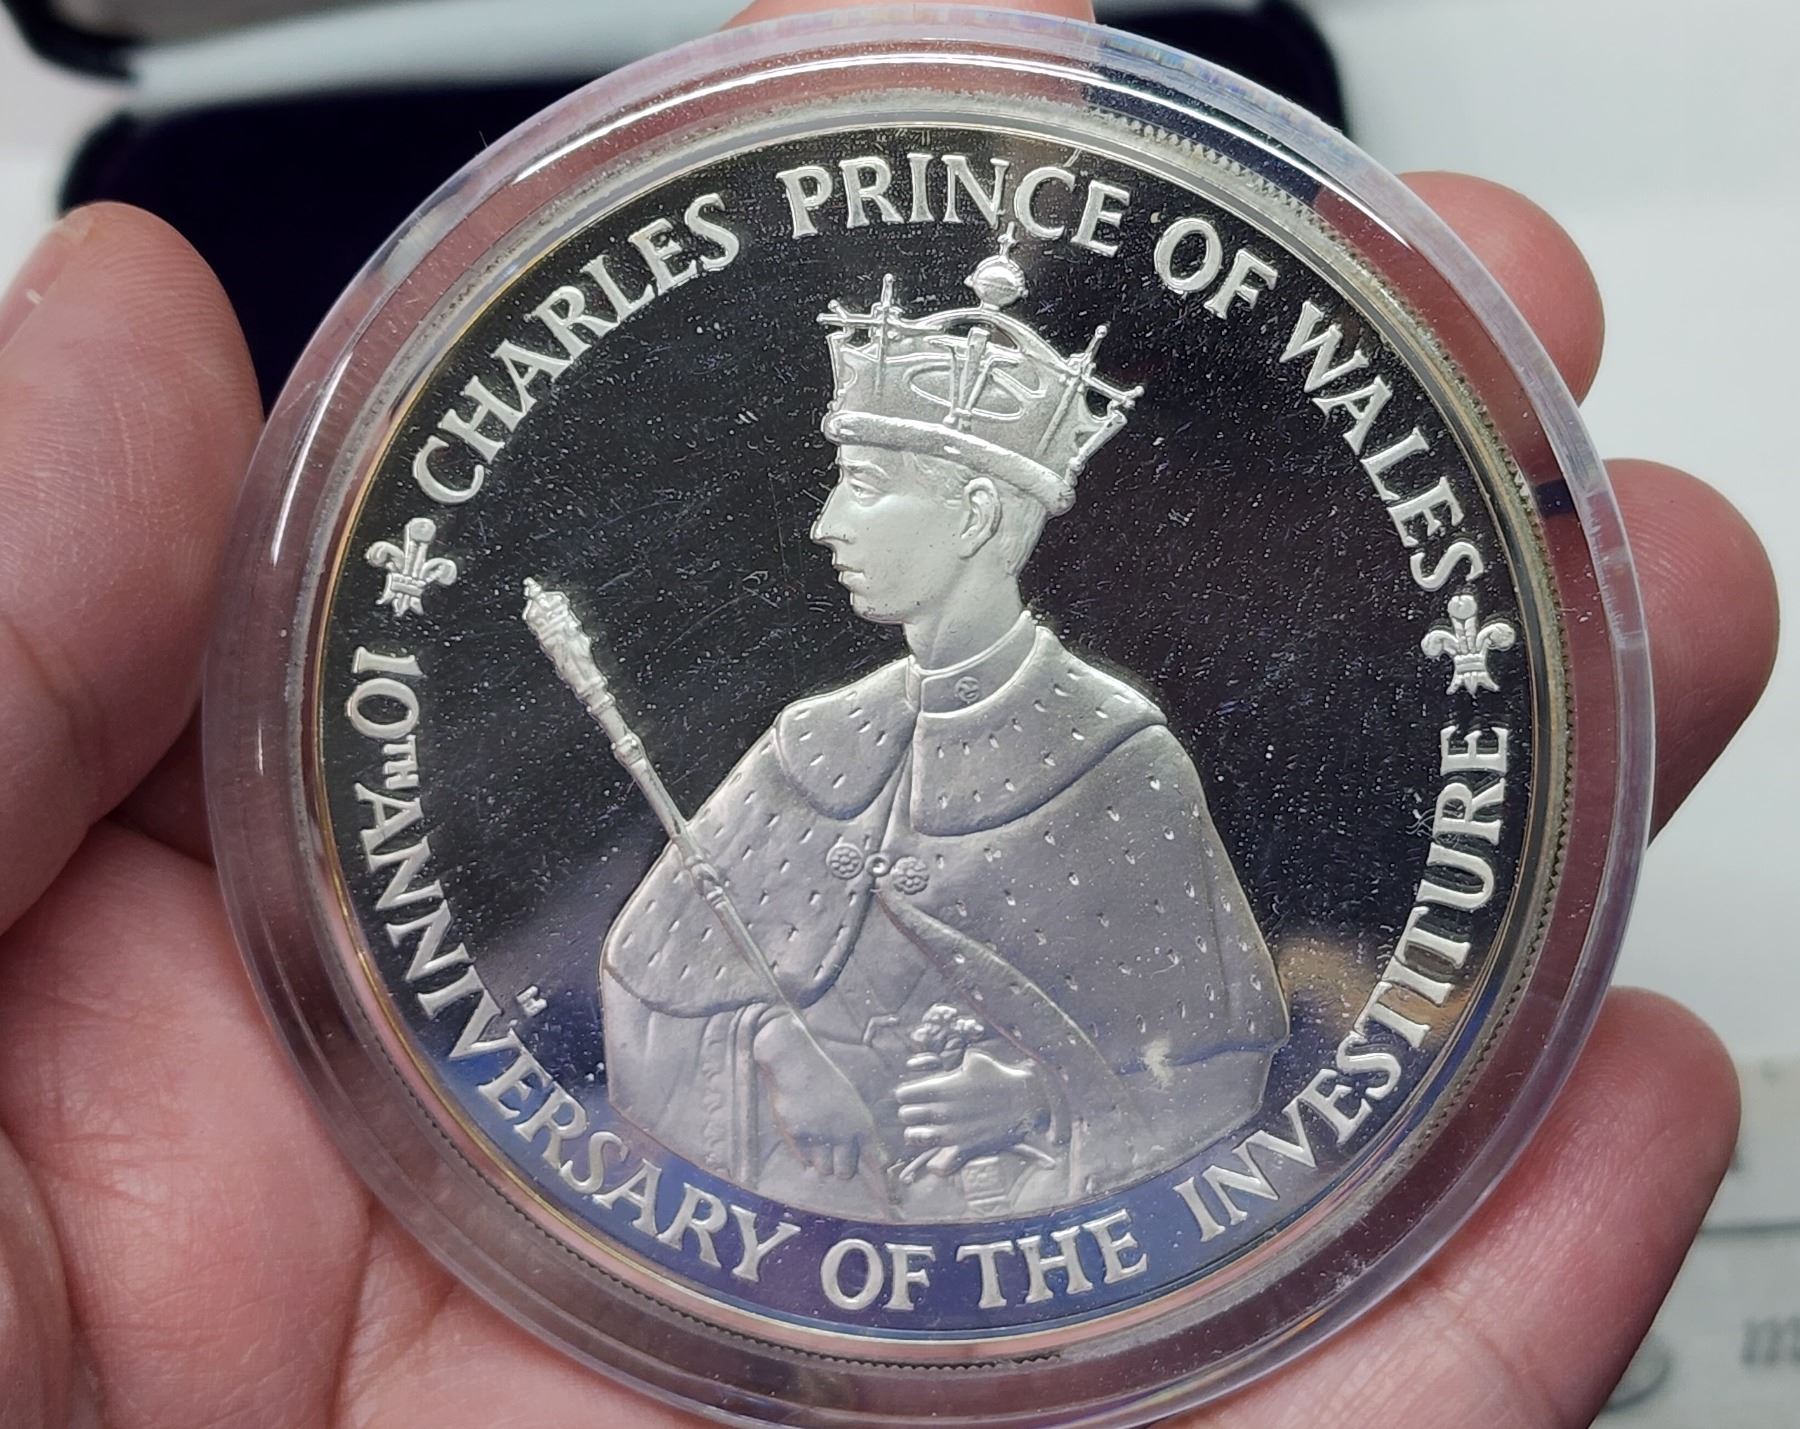 CHARLES PRINCE OF WALES
10TH ANNIVERSARY OF THE INVESTITURE